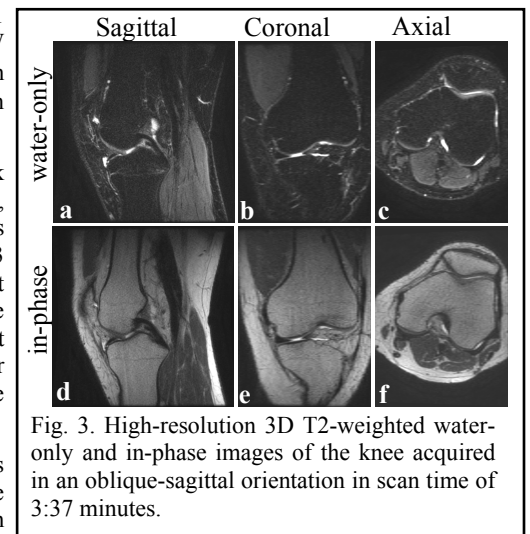 Sagittal Coronal Axial
water-only
a b c
in-phase
d e f
Fig. 3. High-resolution 3D T2-weighted water-
only and in-phase images of the knee acquired
in an oblique-sagittal orientation in scan time of
3:37 minutes.